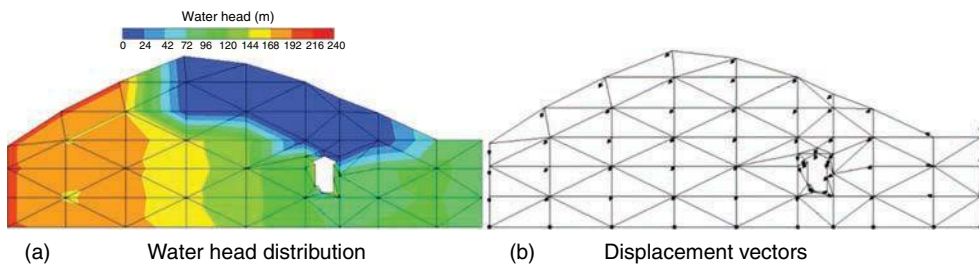 Water head (m)
0 24 42 72 96 120 144 168 192 216 240
(a) Water head distribution
(b) Displacement vectors